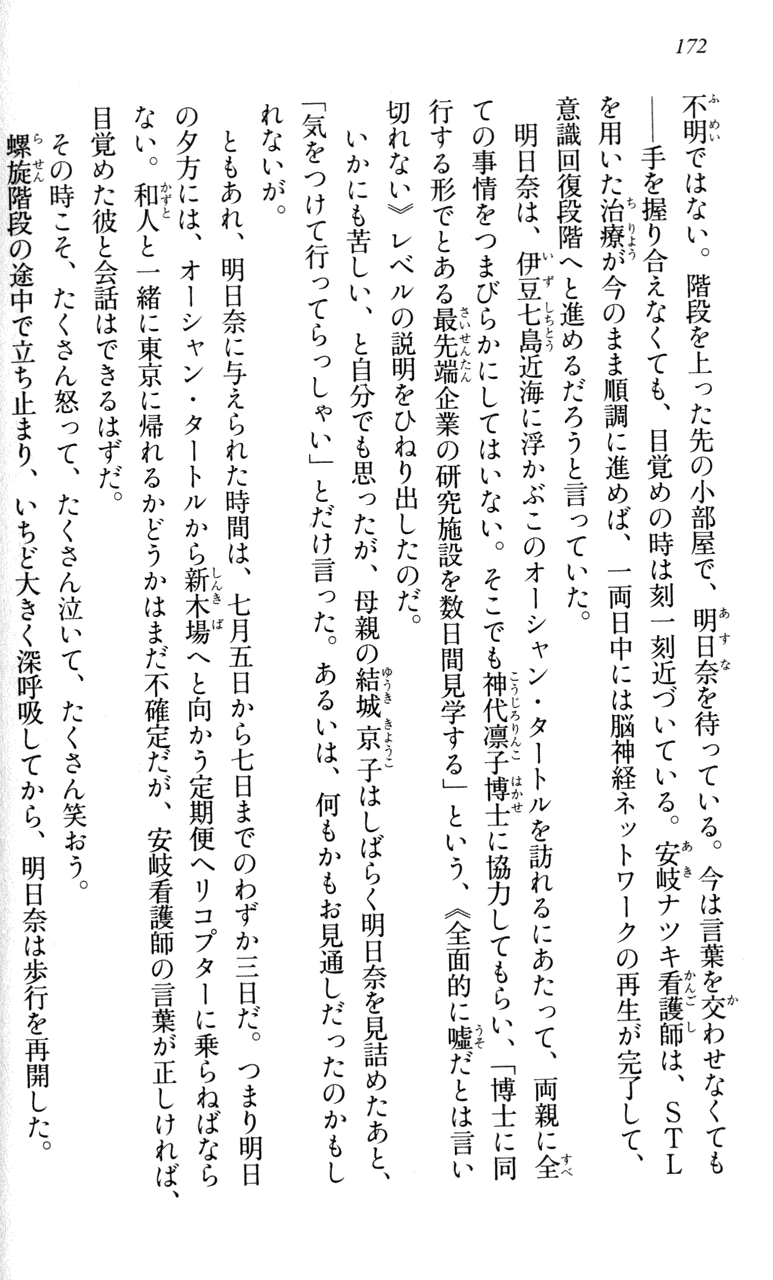 172
不明ではない。階段を上った先の小部屋で、明日奈を待っている。今は言葉を交わせなくても
――手を握り合えなくても、目覚めの時は刻一刻近づいている。安岐ナツキ看護師は、STL
を用いた治療が今のまま順調に進めば、一両日中には脳神経ネットワークの再生が完了して、
意識回復段階へと進めるだろうと言っていた。
明日奈は、伊豆七島近海に浮かぶこのオーシャン・タートルを訪れるにあたって、両親に全
ての事情をつまびらかにしてはいない。そこでも神代凛子博士に協力してもらい、「博士に同
行する形でとある最先端企業の研究施設を数日間見学する」という、《全面的に嘘だとは言い
切れない》レベルの説明をひねり出したのだ。
いかにも苦しい、と自分でも思ったが、母親の結城京子はしばらく明日奈を見詰めたあと、
「気をつけて行ってらっしゃい」とだけ言った。あるいは、何もかもお見通しだったのかもし
れないが。
ともあれ、明日奈に与えられた時間は、七月五日から七日までのわずか三日だ。つまり明日
の夕方には、オーシャン・タートルから新木場へと向かう定期便ヘリコプターに乗らねばなら
ない。和人と一緒に東京に帰れるかどうかはまだ不確定だが、安岐看護師の言葉が正しければ、
目覚めた彼と会話はできるはずだ。
その時こそ、たくさん怒って、たくさん泣いて、たくさん笑おう。
螺旋階段の途中で立ち止まり、いちど大きく深呼吸してから、明日奈は歩行を再開した。